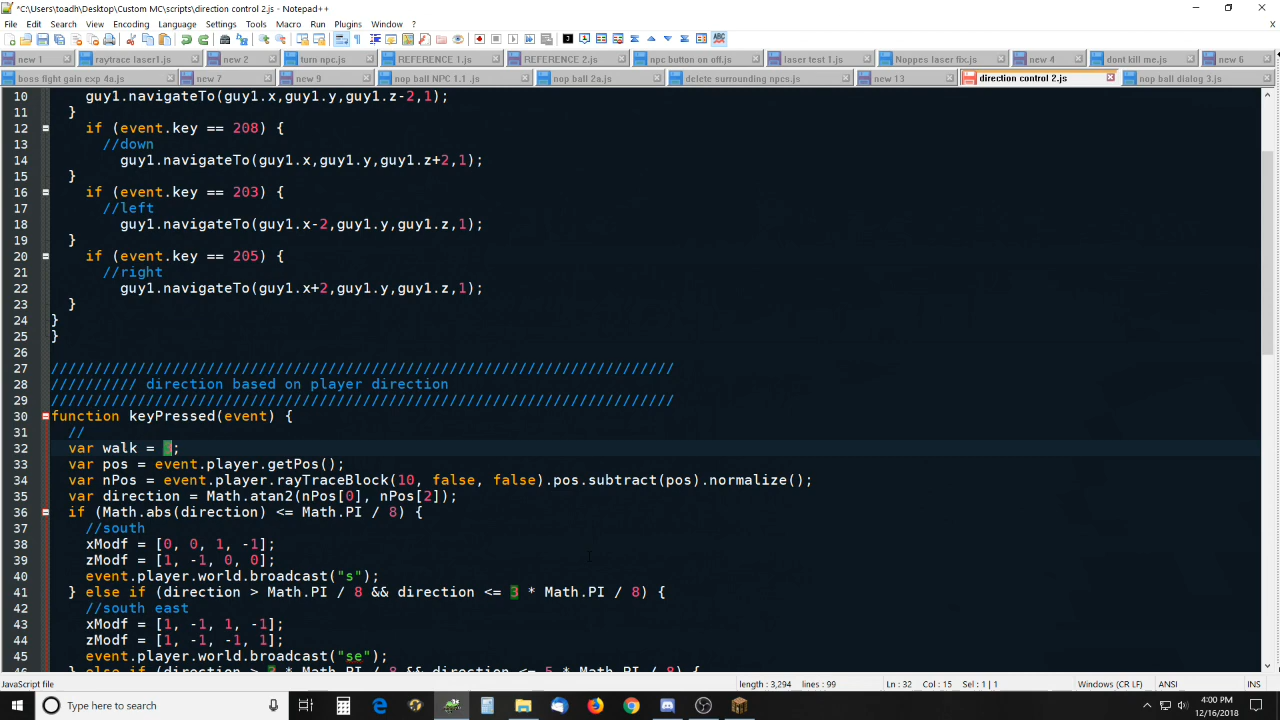 *C:\Users\toadh\Desktop\Custom MC\scripts\direction control 2.js - Notepad++
File Edit Search View Encoding Language Settings Tools Macro Run Plugins Window ?
new 1 raytrace laser1.js new 2 turn npc.js REFERENCE 1.js REFERENCE 2.js npc button on off.js laser test 1.js Noppes laser fix.js new 4 dont kill me.js new 6
boss fight gain exp 4a.js new 7 new 9 nop ball NPC 1.1 .js nop ball 2a.js delete surrounding npcs.js new 13 direction control 2.js nop ball dialog 3.js
10 guy1.navigateTo(guy1.x,guy1.y,guy1.z-2,1);
11 }
12 if (event.key == 208) {
13 //down
14 guy1.navigateTo(guy1.x,guy1.y,guy1.z+2,1);
15 }
16 if (event.key == 203) {
17 //left
18 guy1.navigateTo(guy1.x-2,guy1.y,guy1.z,1);
19 }
20 if (event.key == 205) {
21 //right
22 guy1.navigateTo(guy1.x+2,guy1.y,guy1.z,1);
23 }
24 }
25 }
26
27 ////////////////////////////////////////////////////////////////////////
28 ////////// direction based on player direction
29 ////////////////////////////////////////////////////////////////////////
30 function keyPressed(event) {
31 //
32 var walk = 3;
33 var pos = event.player.getPos();
34 var nPos = event.player.rayTraceBlock(10, false, false).pos.subtract(pos).normalize();
35 var direction = Math.atan2(nPos[0], nPos[2]);
36 if (Math.abs(direction) <= Math.PI / 8) {
37 //south
38 xModf = [0, 0, 1, -1];
39 zModf = [1, -1, 0, 0];
40 event.player.world.broadcast("s");
41 } else if (direction > Math.PI / 8 && direction <= 3 * Math.PI / 8) {
42 //south east
43 xModf = [1, -1, 1, -1];
44 zModf = [1, -1, -1, 1];
45 event.player.world.broadcast("se");
46 } else if (direction > 3 * Math.PI / 8 && direction <= 5 * Math.PI / 8) {
JavaScript file length : 3,294 lines : 99 Ln : 32 Col : 15 Sel : 1 | 1 Windows (CR LF) ANSI INS
Type here to search
4:00 PM
12/16/2018